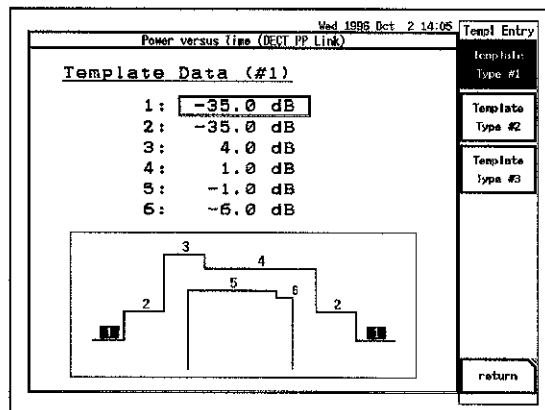 Wed 1996 Oct 2 14:05
Power versus Time (DECT PP Link)
Template Data (#1)
1: -35.0 dB
2: -35.0 dB
3: 4.0 dB
4: 1.0 dB
5: -1.0 dB
6: -6.0 dB
3
4
5
6
2
2
1
1
Templ Entry
Template
Type #1
Template
Type #2
Template
Type #3
return